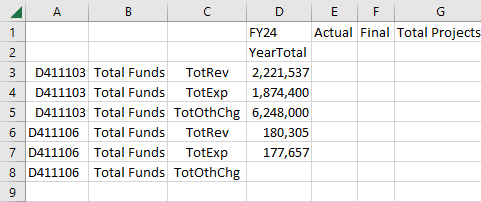 A B C D E F G
1 FY24 Actual Final Total Projects
2 YearTotal
3 D411103 Total Funds TotRev 2,221,537
4 D411103 Total Funds TotExp 1,874,400
5 D411103 Total Funds TotOthChg 6,248,000
6 D411106 Total Funds TotRev 180,305
7 D411106 Total Funds TotExp 177,657
8 D411106 Total Funds TotOthChg
9